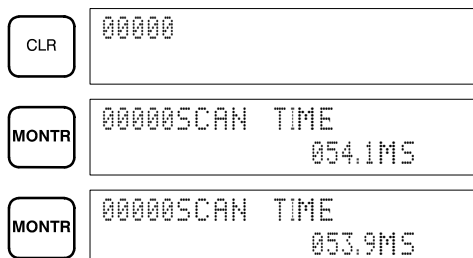 CLR
00000
MONTR
00000SCAN TIME
054.1MS
MONTR
00000SCAN TIME
053.9MS